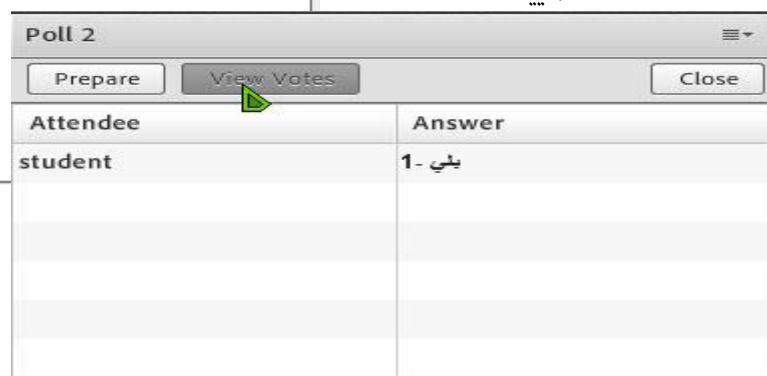 Poll 2
Prepare View Votes Close
Attendee Answer
student 1- بلي